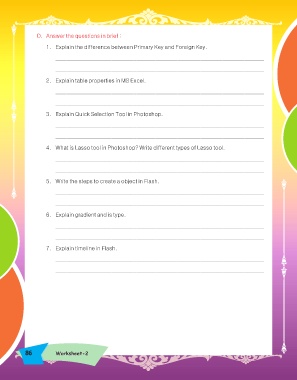 D. Answer the questions in brief :
1. Explain the difference between Primary Key and Foreign Key.
2. Explain table properties in MS Excel.
3. Explain Quick Selection Tool in Photoshop.
4. What is Lasso tool in Photoshop? Write different types of Lasso tool.
5. Write the steps to create a object in Flash.
6. Explain gradient and its type.
7. Explain timeline in Flash.
86 Worksheet-2